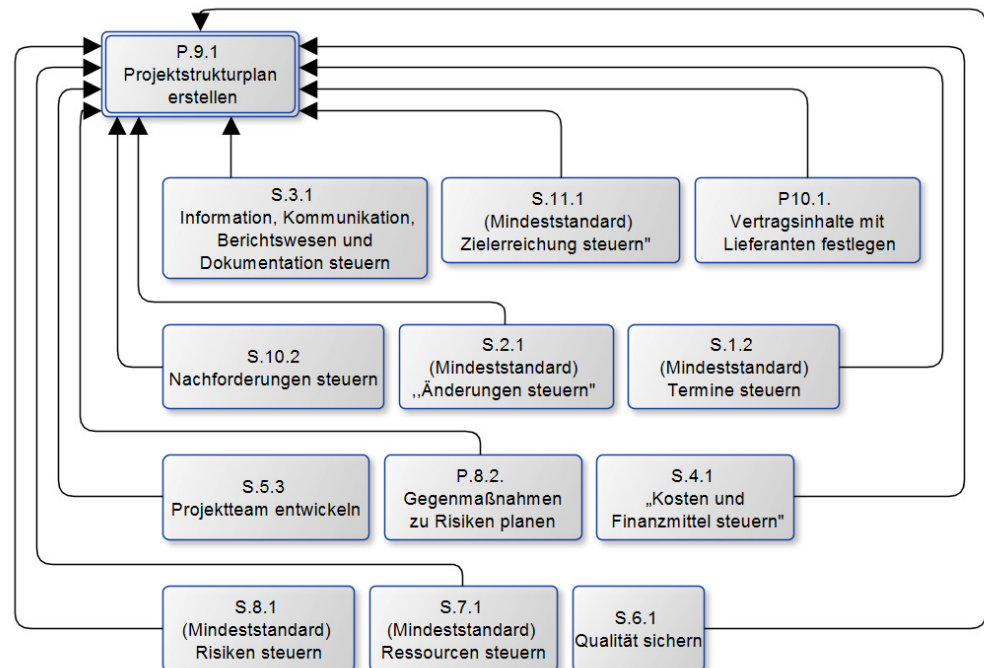 P.9.1
Projektstrukturplan
erstellen
S.3.1
Information, Kommunikation,
Berichtswesen und
Dokumentation steuern
S.11.1
(Mindeststandard)
Zielerreichung steuern"
P10.1.
Vertragsinhalte mit
Lieferanten festlegen
S.10.2
Nachforderungen steuern
S.2.1
(Mindeststandard)
,,Änderungen steuern"
S.1.2
(Mindeststandard)
Termine steuern
S.5.3
Projektteam entwickeln
P.8.2.
Gegenmaßnahmen
zu Risiken planen
S.4.1
„Kosten und
Finanzmittel steuern"
S.8.1
(Mindeststandard)
Risiken steuern
S.7.1
(Mindeststandard)
Ressourcen steuern
S.6.1
Qualität sichern